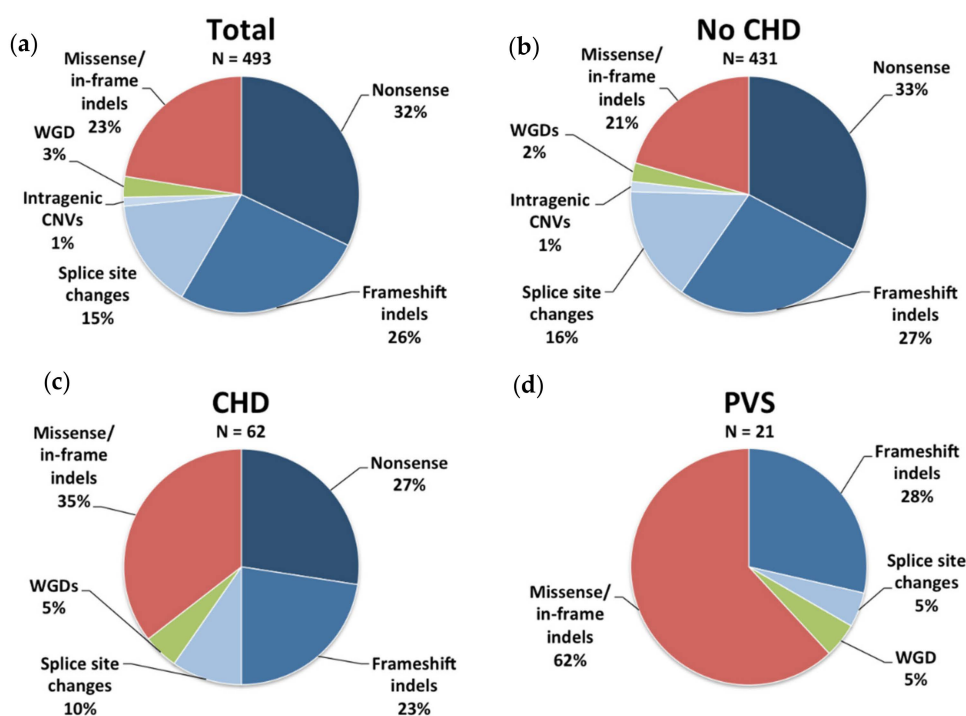 (a)
Total
N = 493
Missense/
in-frame
indels
23%
Nonsense
32%
WGD
3%
Intragenic
CNVs
1%
Splice site
changes
15%
Frameshift
indels
26%
(b)
No CHD
N= 431
Missense/
in-frame
indels
21%
Nonsense
33%
WGDs
2%
Intragenic
CNVs
1%
Splice site
changes
16%
Frameshift
indels
27%
(c)
CHD
N = 62
Missense/
in-frame
indels
35%
Nonsense
27%
WGDs
5%
Splice site
changes
10%
Frameshift
indels
23%
(d)
PVS
N = 21
Frameshift
indels
28%
Splice site
changes
5%
Missense/
in-frame
indels
62%
WGD
5%